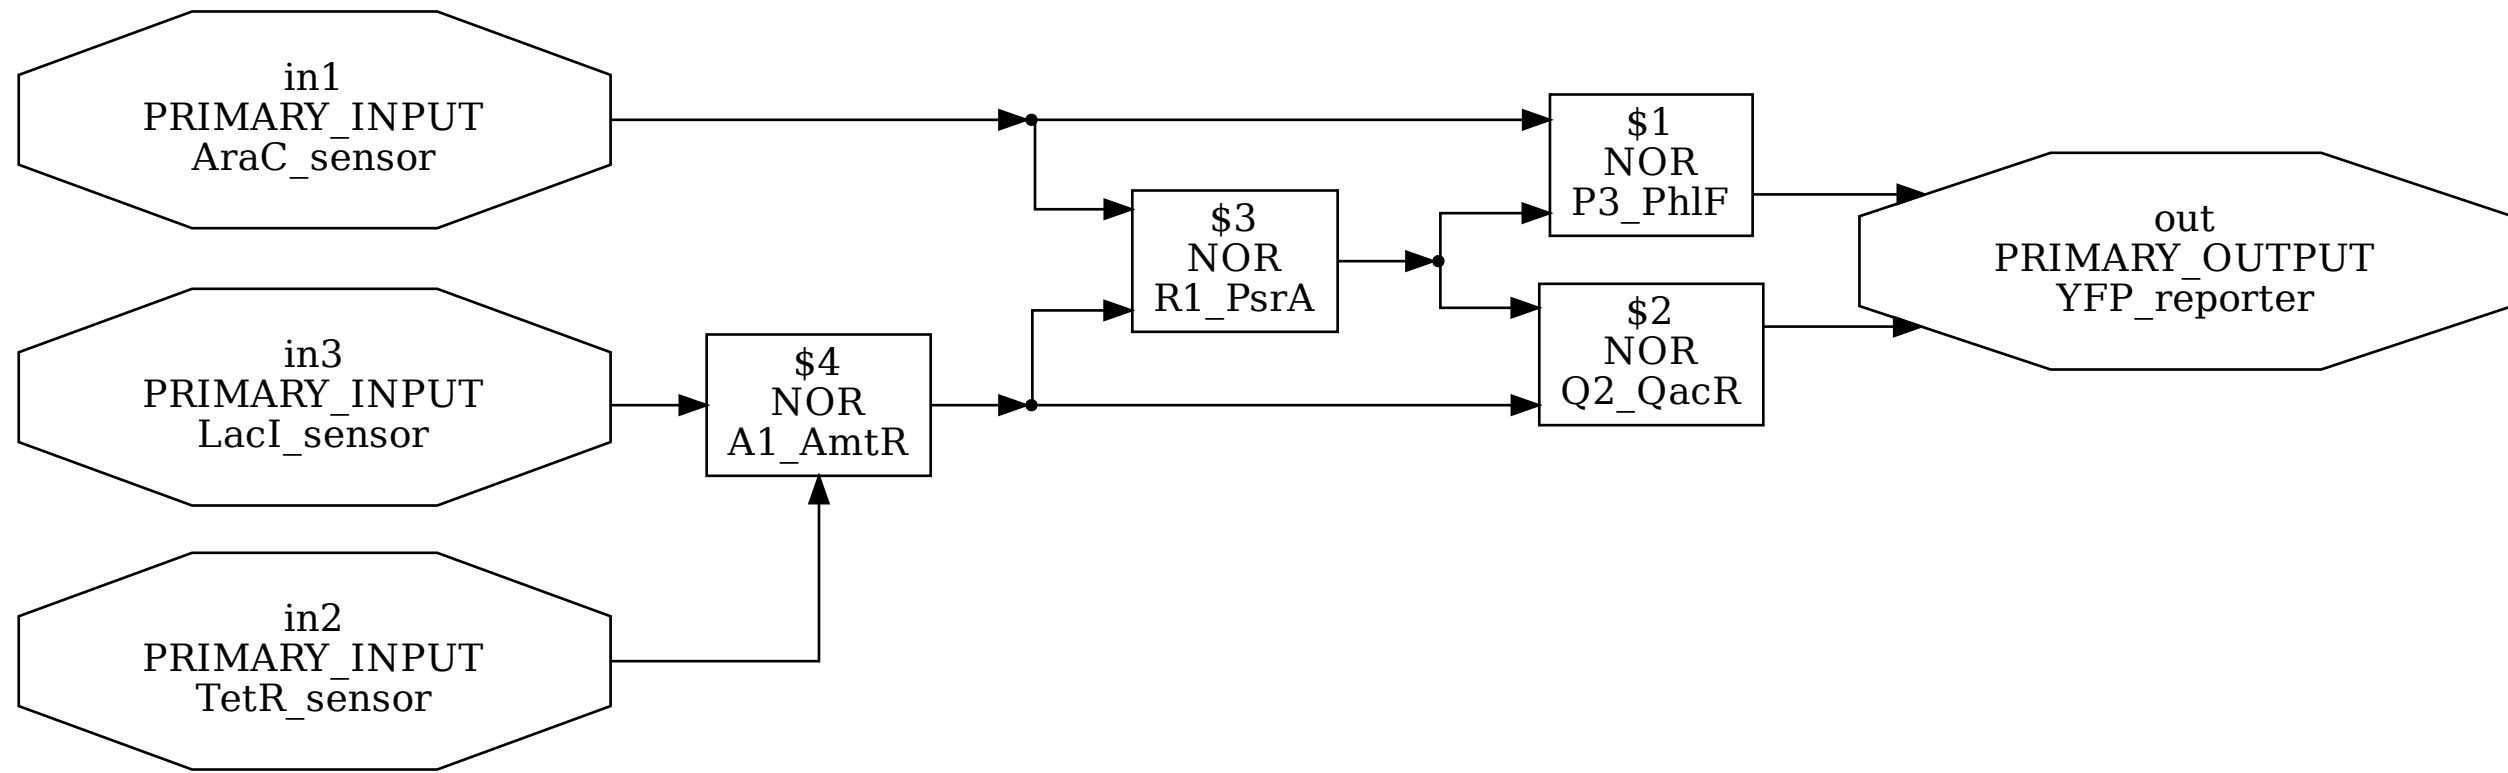 in1
PRIMARY_INPUT
AraC_sensor
in3
PRIMARY_INPUT
LacI_sensor
in2
PRIMARY_INPUT
TetR_sensor
$4
NOR
A1_AmtR
$3
NOR
R1_PsrA
$1
NOR
P3_PhlF
$2
NOR
Q2_QacR
out
PRIMARY_OUTPUT
YFP_reporter